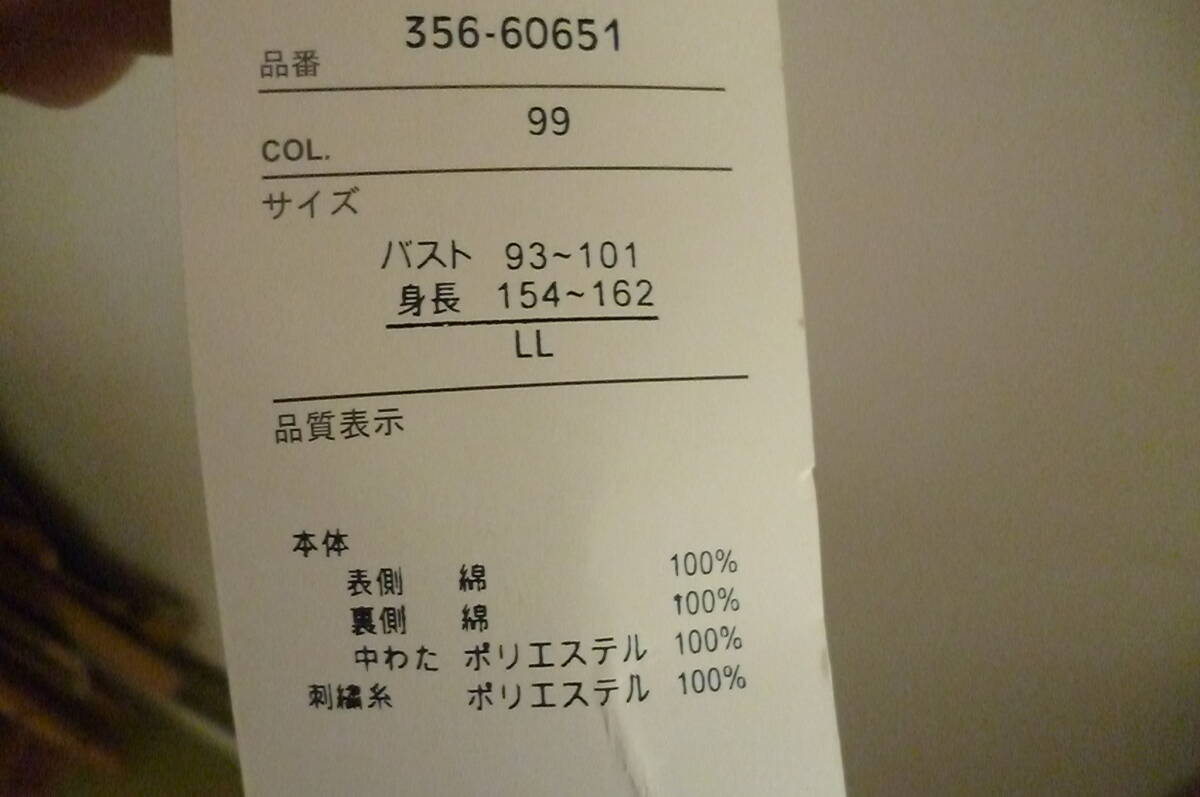 356-60651
品番
99
COL.
サイズ
バスト 93~101
身長 154~162
LL
品質表示
本体
表側 綿 100%
裏側 綿 100%
中わた ポリエステル 100%
刺繍糸 ポリエステル 100%